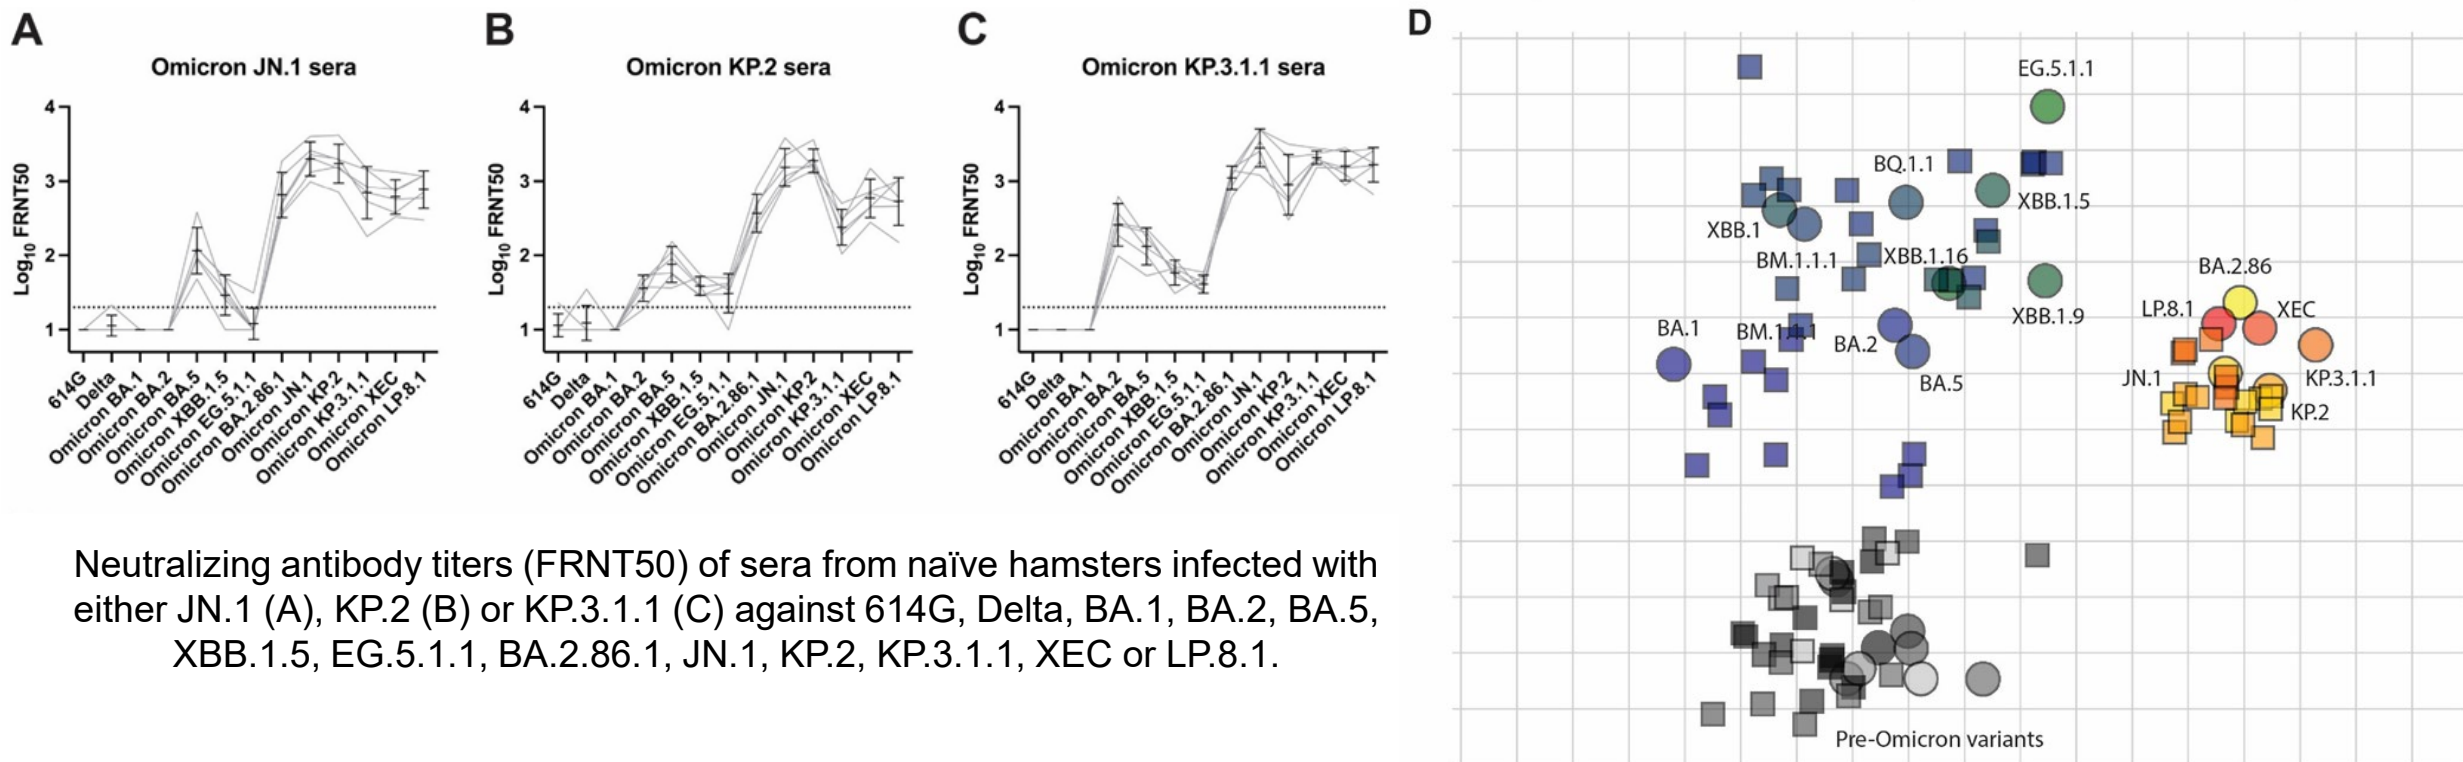 A
Omicron JN.1 sera
Log10 FRNT50
4
3
2
1
614G
Delta
Omicron BA.1
Omicron BA.2
Omicron BA.5
Omicron XBB.1.5
Omicron EG.5.1.1
Omicron BA.2.86.1
Omicron JN.1
Omicron KP.2
Omicron KP.3.1.1
Omicron XEC
Omicron LP.8.1
B
Omicron KP.2 sera
Log10 FRNT50
4
3
2
1
614G
Delta
Omicron BA.1
Omicron BA.2
Omicron BA.5
Omicron XBB.1.5
Omicron EG.5.1.1
Omicron BA.2.86.1
Omicron JN.1
Omicron KP.2
Omicron KP.3.1.1
Omicron XEC
Omicron LP.8.1
C
Omicron KP.3.1.1 sera
Log10 FRNT50
4
3
2
1
614G
Delta
Omicron BA.1
Omicron BA.2
Omicron BA.5
Omicron XBB.1.5
Omicron EG.5.1.1
Omicron BA.2.86.1
Omicron JN.1
Omicron KP.2
Omicron KP.3.1.1
Omicron XEC
Omicron LP.8.1
Neutralizing antibody titers (FRNT50) of sera from naïve hamsters infected with
either JN.1 (A), KP.2 (B) or KP.3.1.1 (C) against 614G, Delta, BA.1, BA.2, BA.5,
XBB.1.5, EG.5.1.1, BA.2.86.1, JN.1, KP.2, KP.3.1.1, XEC or LP.8.1.
D
EG.5.1.1
BQ.1.1
XBB.1.5
XBB.1
BM.1.1.1
XBB.1.16
BA.2.86
LP.8.1
XEC
XBB.1.9
BA.1
BM.1.1.1
BA.2
BA.5
JN.1
KP.3.1.1
KP.2
Pre-Omicron variants